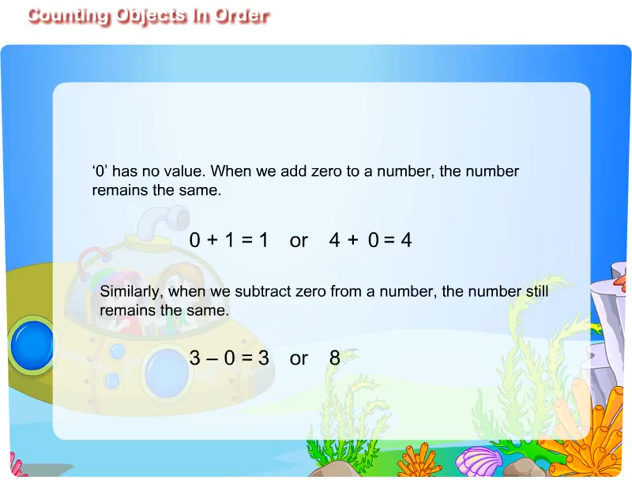 Counting Objects In Order
‘0’ has no value. When we add zero to a number, the number
remains the same.
0 + 1 = 1 or 4 + 0 = 4
Similarly, when we subtract zero from a number, the number still
remains the same.
3 – 0 = 3 or 8